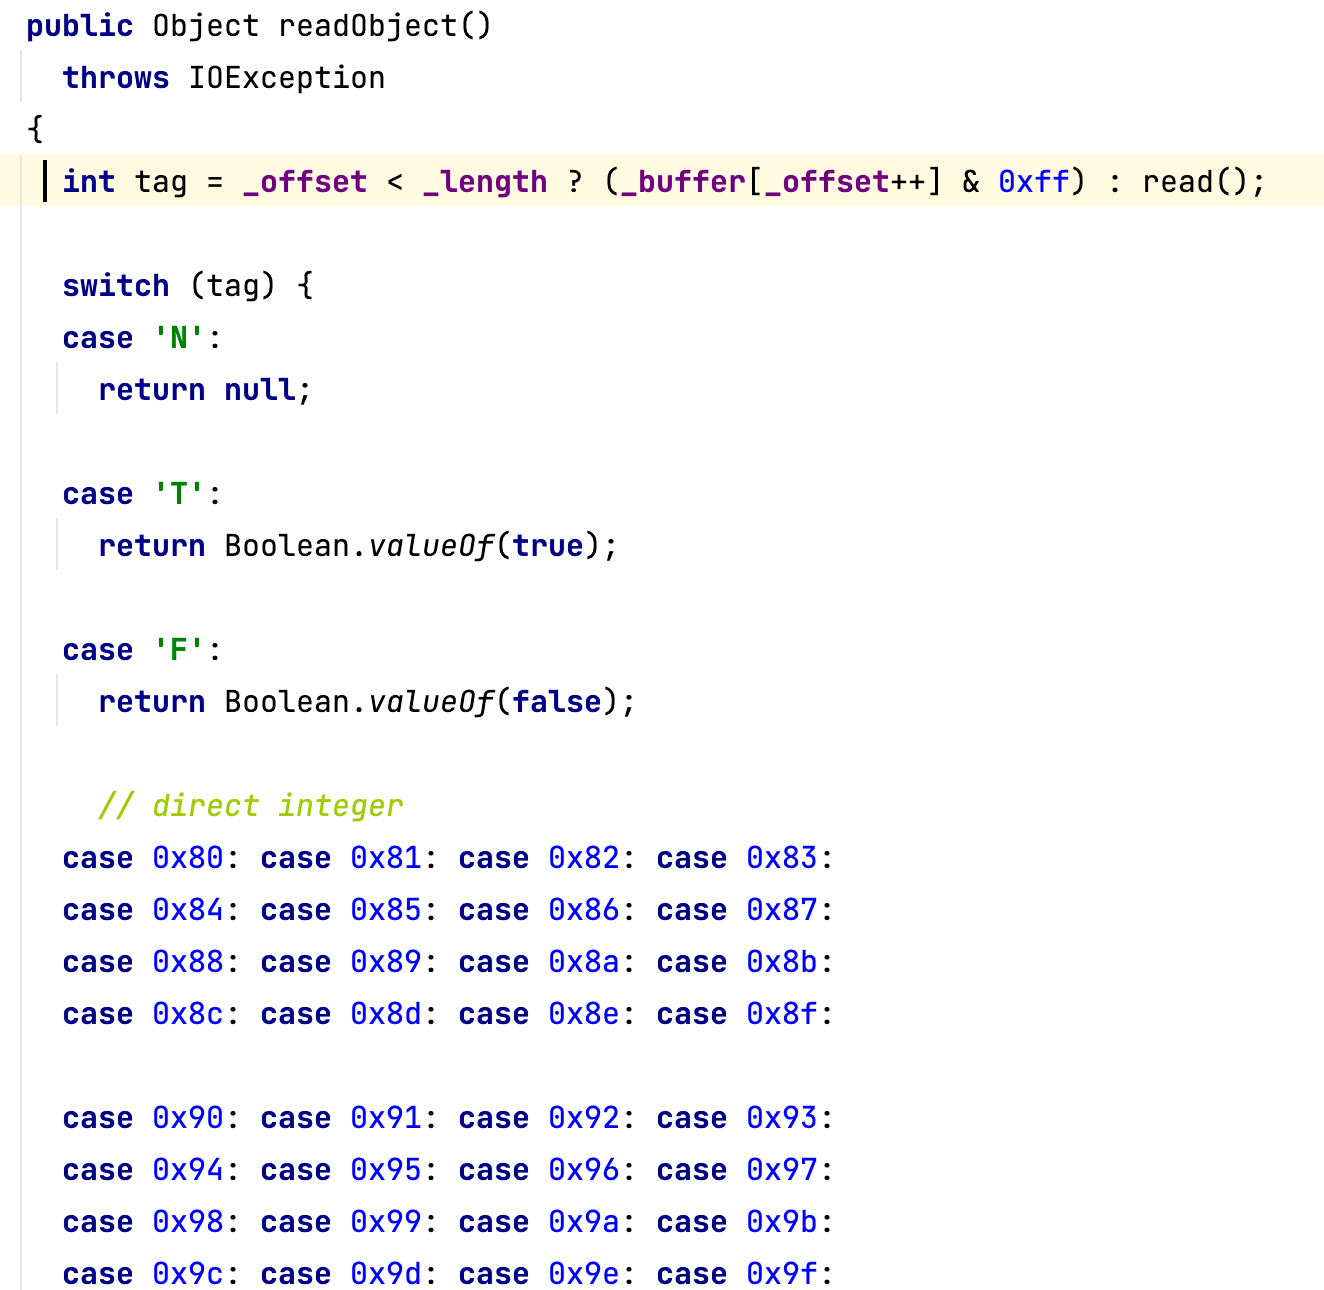 public Object readObject()
throws IOException
{
int tag = _offset < _length ? (_buffer[_offset++] & 0xff) : read();
switch (tag) {
case 'N':
return null;
case 'T':
return Boolean.valueOf(true);
case 'F':
return Boolean.valueOf(false);
// direct integer
case 0x80: case 0x81: case 0x82: case 0x83:
case 0x84: case 0x85: case 0x86: case 0x87:
case 0x88: case 0x89: case 0x8a: case 0x8b:
case 0x8c: case 0x8d: case 0x8e: case 0x8f:
case 0x90: case 0x91: case 0x92: case 0x93:
case 0x94: case 0x95: case 0x96: case 0x97:
case 0x98: case 0x99: case 0x9a: case 0x9b:
case 0x9c: case 0x9d: case 0x9e: case 0x9f: